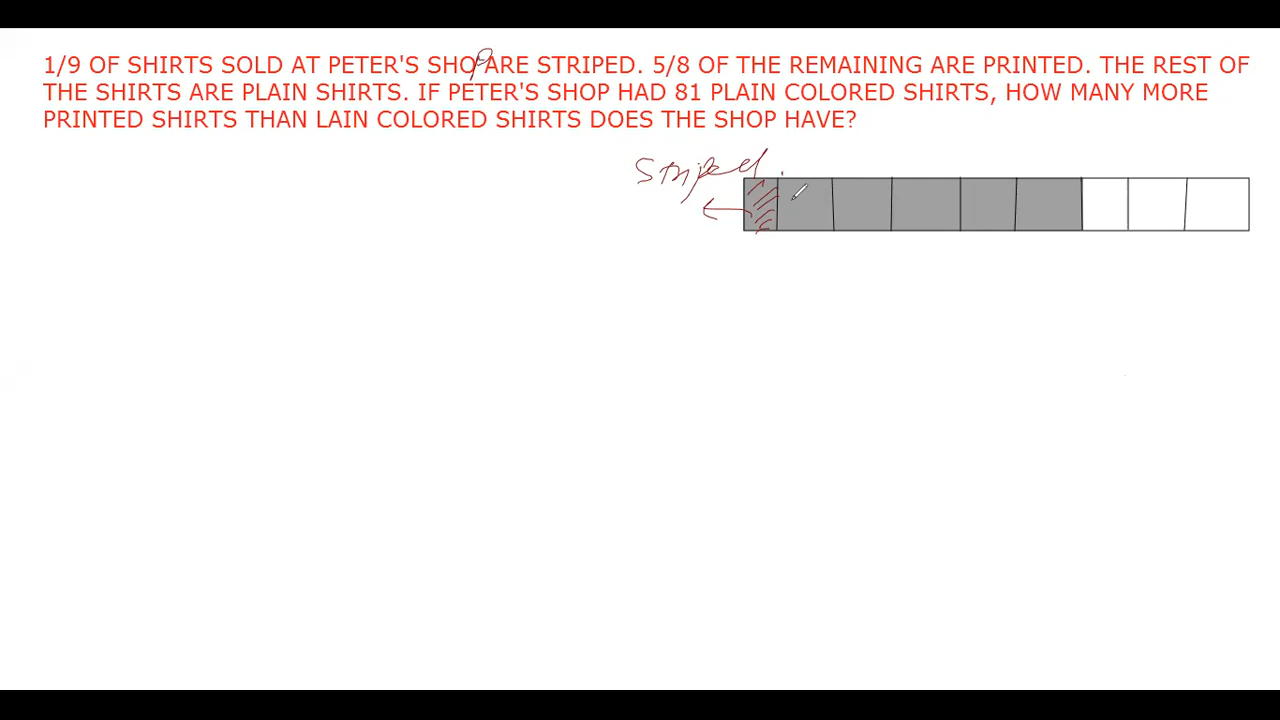 1/9 OF SHIRTS SOLD AT PETER'S SHOP ARE STRIPED. 5/8 OF THE REMAINING ARE PRINTED. THE REST OF
THE SHIRTS ARE PLAIN SHIRTS. IF PETER'S SHOP HAD 81 PLAIN COLORED SHIRTS, HOW MANY MORE
PRINTED SHIRTS THAN LAIN COLORED SHIRTS DOES THE SHOP HAVE?
Striped